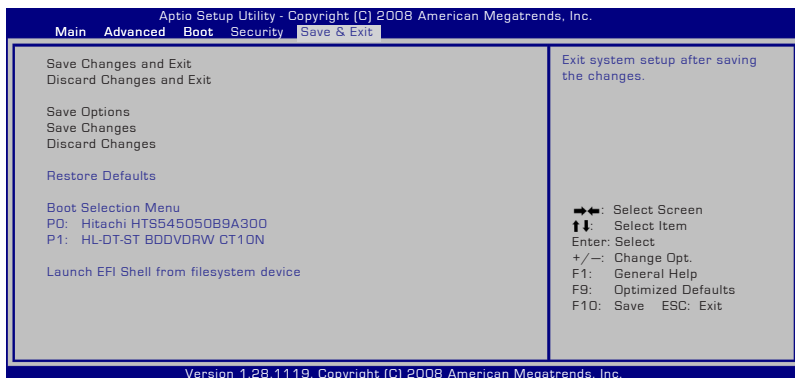 Aptio Setup Utility - Copyright (C) 2008 American Megatrends, Inc.
Main Advanced Boot Security Save & Exit
Save Changes and Exit
Discard Changes and Exit
Save Options
Save Changes
Discard Changes
Restore Defaults
Boot Selection Menu
P0: Hitachi HTS545050B9A300
P1: HL-DT-ST BDDVDRW CT10N
Launch EFI Shell from filesystem device
Exit system setup after saving
the changes.
→←: Select Screen
↑↓: Select Item
Enter: Select
+/—: Change Opt.
F1: General Help
F9: Optimized Defaults
F10: Save ESC: Exit
Version 1.28.1119. Copyright (C) 2008 American Megatrends, Inc.